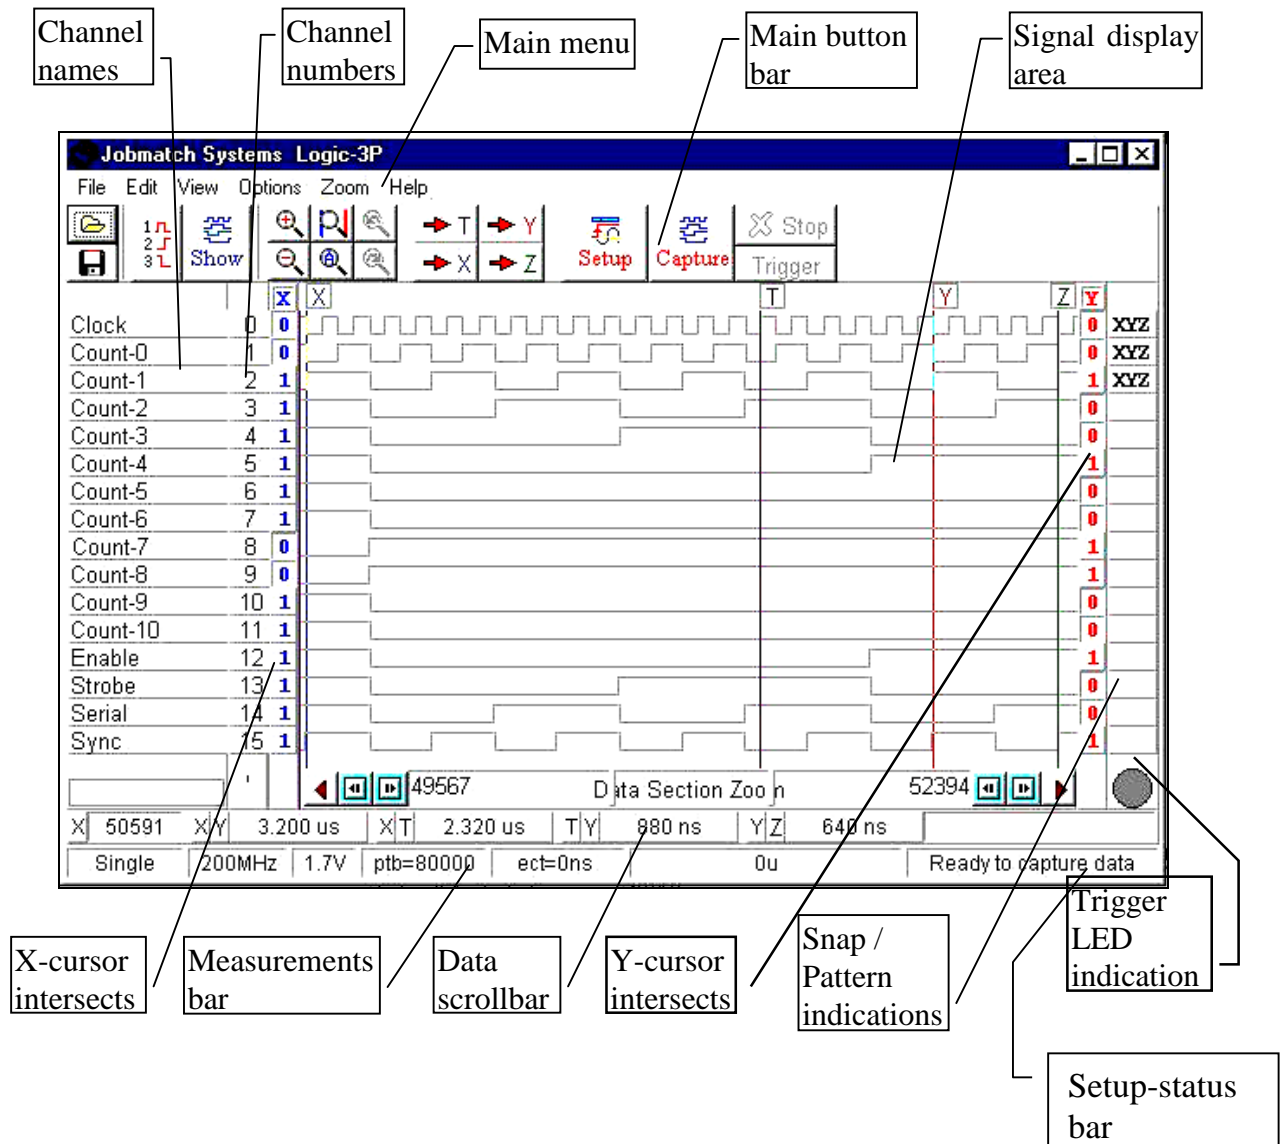 Channel names
Channel numbers
Main menu
Main button bar
Signal display area
Jobmatch Systems Logic-3P
File Edit View Options Zoom Help
1 2 3
Show
T Y
X Z
Setup
Capture
Stop
Trigger
X X T Y Z Y
Clock 0 0 0 XYZ
Count-0 1 0 0 XYZ
Count-1 2 1 1 XYZ
Count-2 3 1 0
Count-3 4 1 0
Count-4 5 1 1
Count-5 6 1 0
Count-6 7 1 0
Count-7 8 0 1
Count-8 9 0 1
Count-9 10 1 0
Count-10 11 1 0
Enable 12 1 1
Strobe 13 1 0
Serial 14 1 0
Sync 15 1 1
49567 Data Section Zoo n 52394
X 50591 X Y 3.200 us X T 2.320 us T Y 880 ns Y Z 640 ns
Single 200MHz 1.7V ptb=80000 ect=0ns 0u Ready to capture data
X-cursor intersects
Measurements bar
Data scrollbar
Y-cursor intersects
Snap / Pattern indications
Trigger LED indication
Setup-status bar